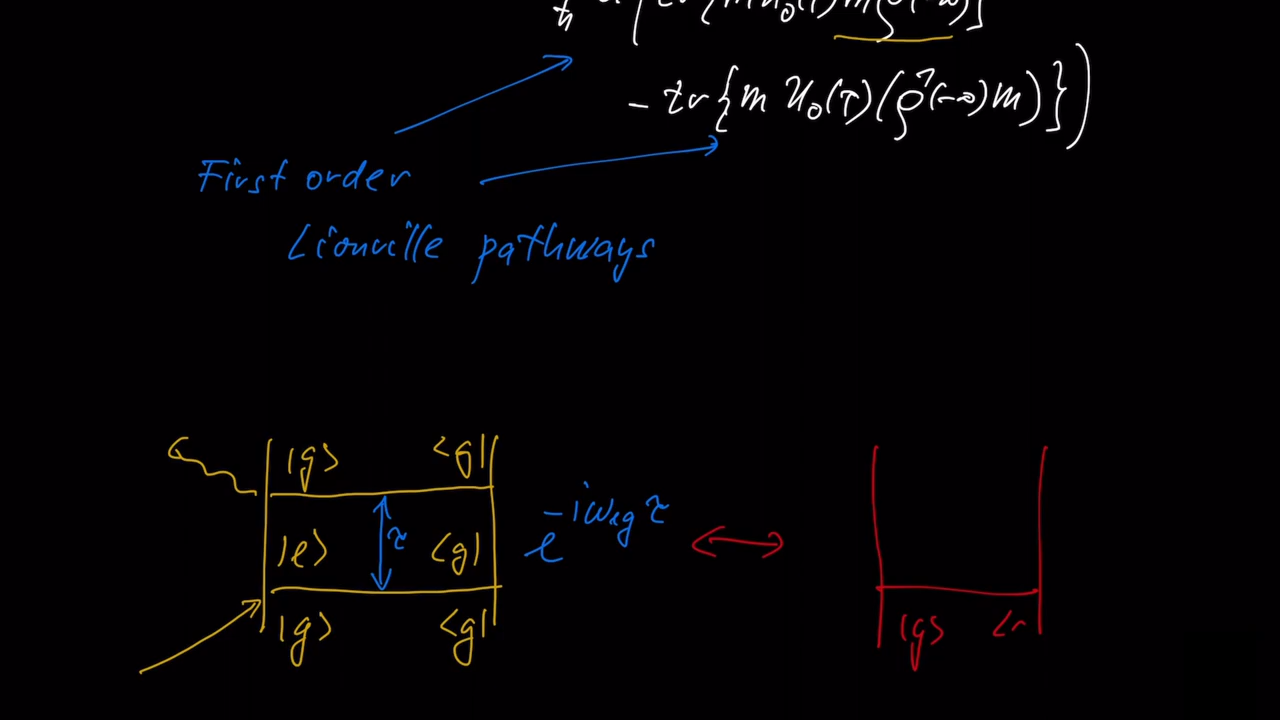 - tr{m U₀(τ)(ρ(-∞)m)})
First order
Liouville pathways
|g> <g|
|e> τ <g| e^{-iω_{eg}τ}
|g> <g|
|g>